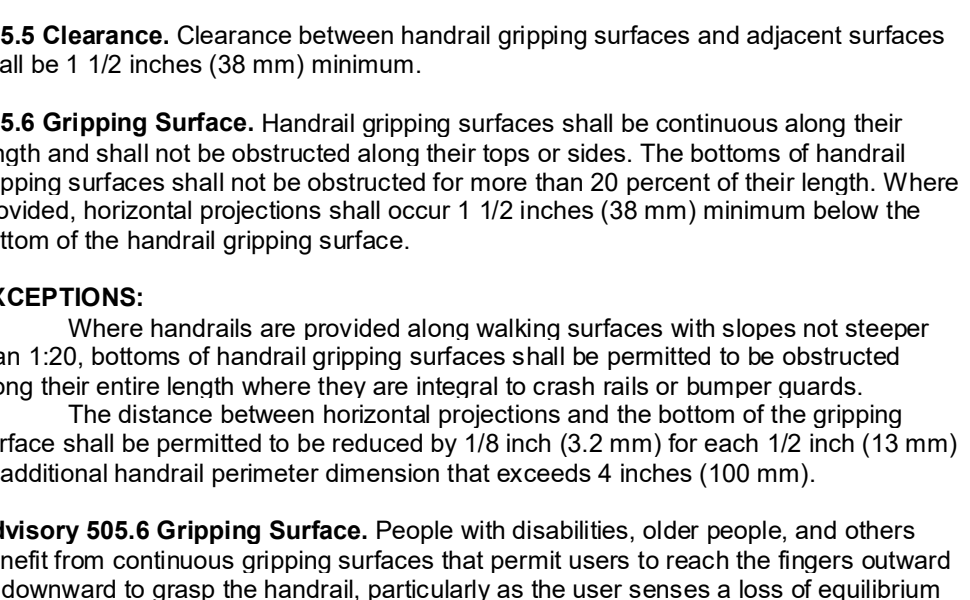 5.5 Clearance. Clearance between handrail gripping surfaces and adjacent surfaces
all be 1 1/2 inches (38 mm) minimum.
5.6 Gripping Surface. Handrail gripping surfaces shall be continuous along their
ngth and shall not be obstructed along their tops or sides. The bottoms of handrail
pping surfaces shall not be obstructed for more than 20 percent of their length. Where
ovided, horizontal projections shall occur 1 1/2 inches (38 mm) minimum below the
ttom of the handrail gripping surface.
XCEPTIONS:
Where handrails are provided along walking surfaces with slopes not steeper
an 1:20, bottoms of handrail gripping surfaces shall be permitted to be obstructed
ong their entire length where they are integral to crash rails or bumper guards.
The distance between horizontal projections and the bottom of the gripping
rface shall be permitted to be reduced by 1/8 inch (3.2 mm) for each 1/2 inch (13 mm)
additional handrail perimeter dimension that exceeds 4 inches (100 mm).
dvisory 505.6 Gripping Surface. People with disabilities, older people, and others
nefit from continuous gripping surfaces that permit users to reach the fingers outward
downward to grasp the handrail, particularly as the user senses a loss of equilibrium